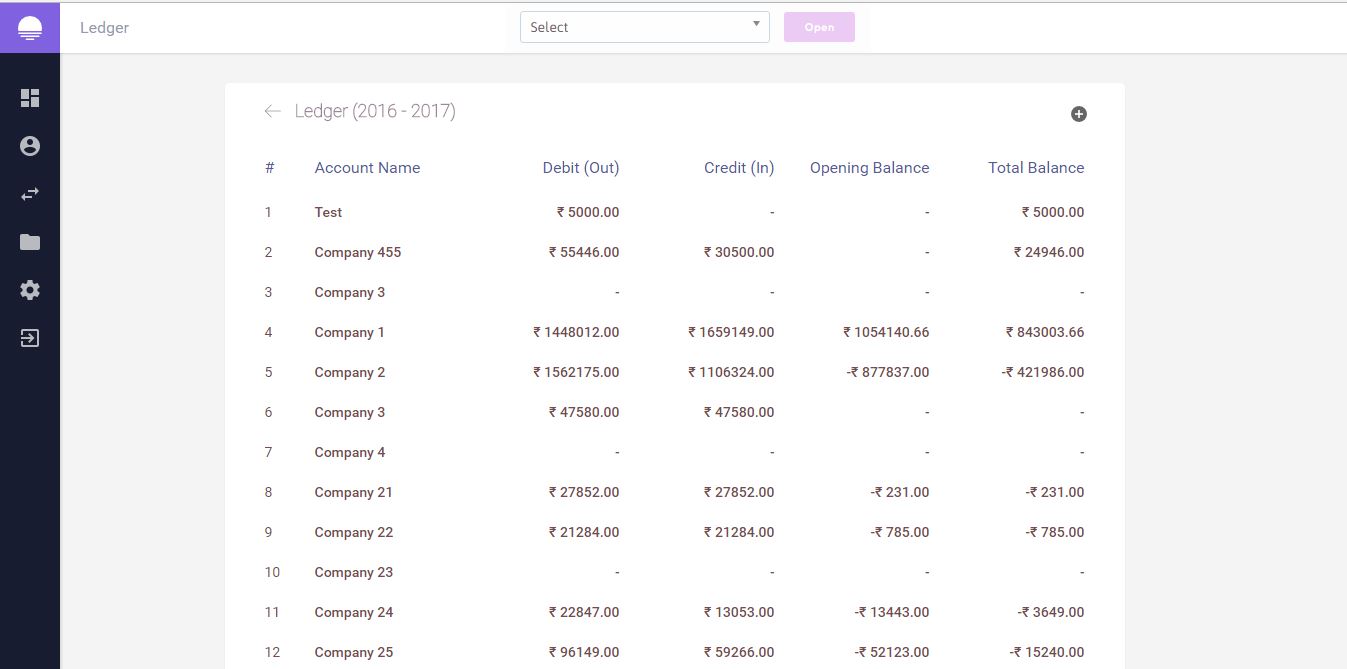 Ledger Select Open
Ledger (2016 - 2017)
# Account Name Debit (Out) Credit (In) Opening Balance Total Balance
1 Test ₹ 5000.00 - - ₹ 5000.00
2 Company 455 ₹ 55446.00 ₹ 30500.00 - ₹ 24946.00
3 Company 3 - - - -
4 Company 1 ₹ 1448012.00 ₹ 1659149.00 ₹ 1054140.66 ₹ 843003.66
5 Company 2 ₹ 1562175.00 ₹ 1106324.00 -₹ 877837.00 -₹ 421986.00
6 Company 3 ₹ 47580.00 ₹ 47580.00 - -
7 Company 4 - - - -
8 Company 21 ₹ 27852.00 ₹ 27852.00 -₹ 231.00 -₹ 231.00
9 Company 22 ₹ 21284.00 ₹ 21284.00 -₹ 785.00 -₹ 785.00
10 Company 23 - - - -
11 Company 24 ₹ 22847.00 ₹ 13053.00 -₹ 13443.00 -₹ 3649.00
12 Company 25 ₹ 96149.00 ₹ 59266.00 -₹ 52123.00 -₹ 15240.00